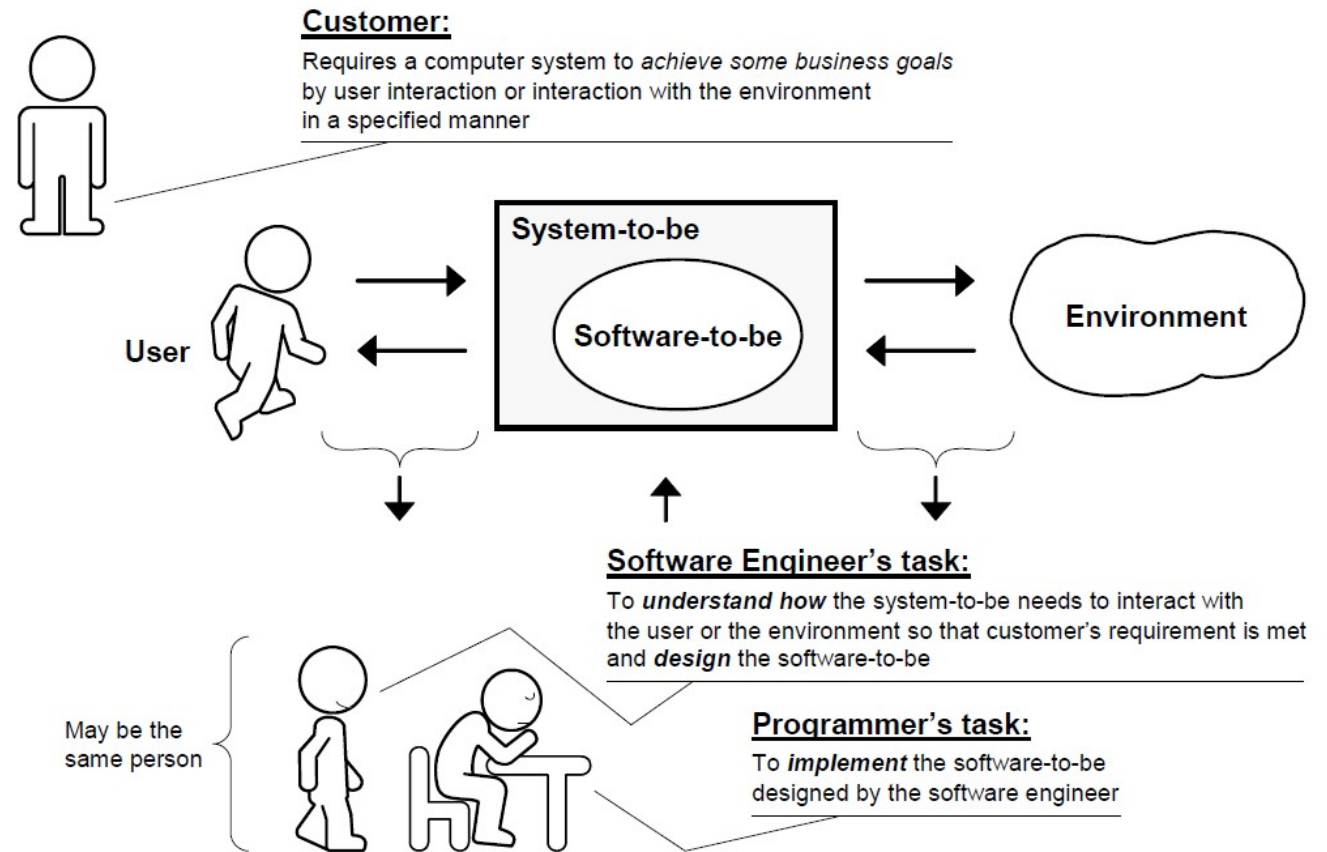 Customer:
Requires a computer system to achieve some business goals
by user interaction or interaction with the environment
in a specified manner
System-to-be
Software-to-be
User
Environment
Software Engineer's task:
To understand how the system-to-be needs to interact with
the user or the environment so that customer's requirement is met
and design the software-to-be
May be the
same person
Programmer's task:
To implement the software-to-be
designed by the software engineer